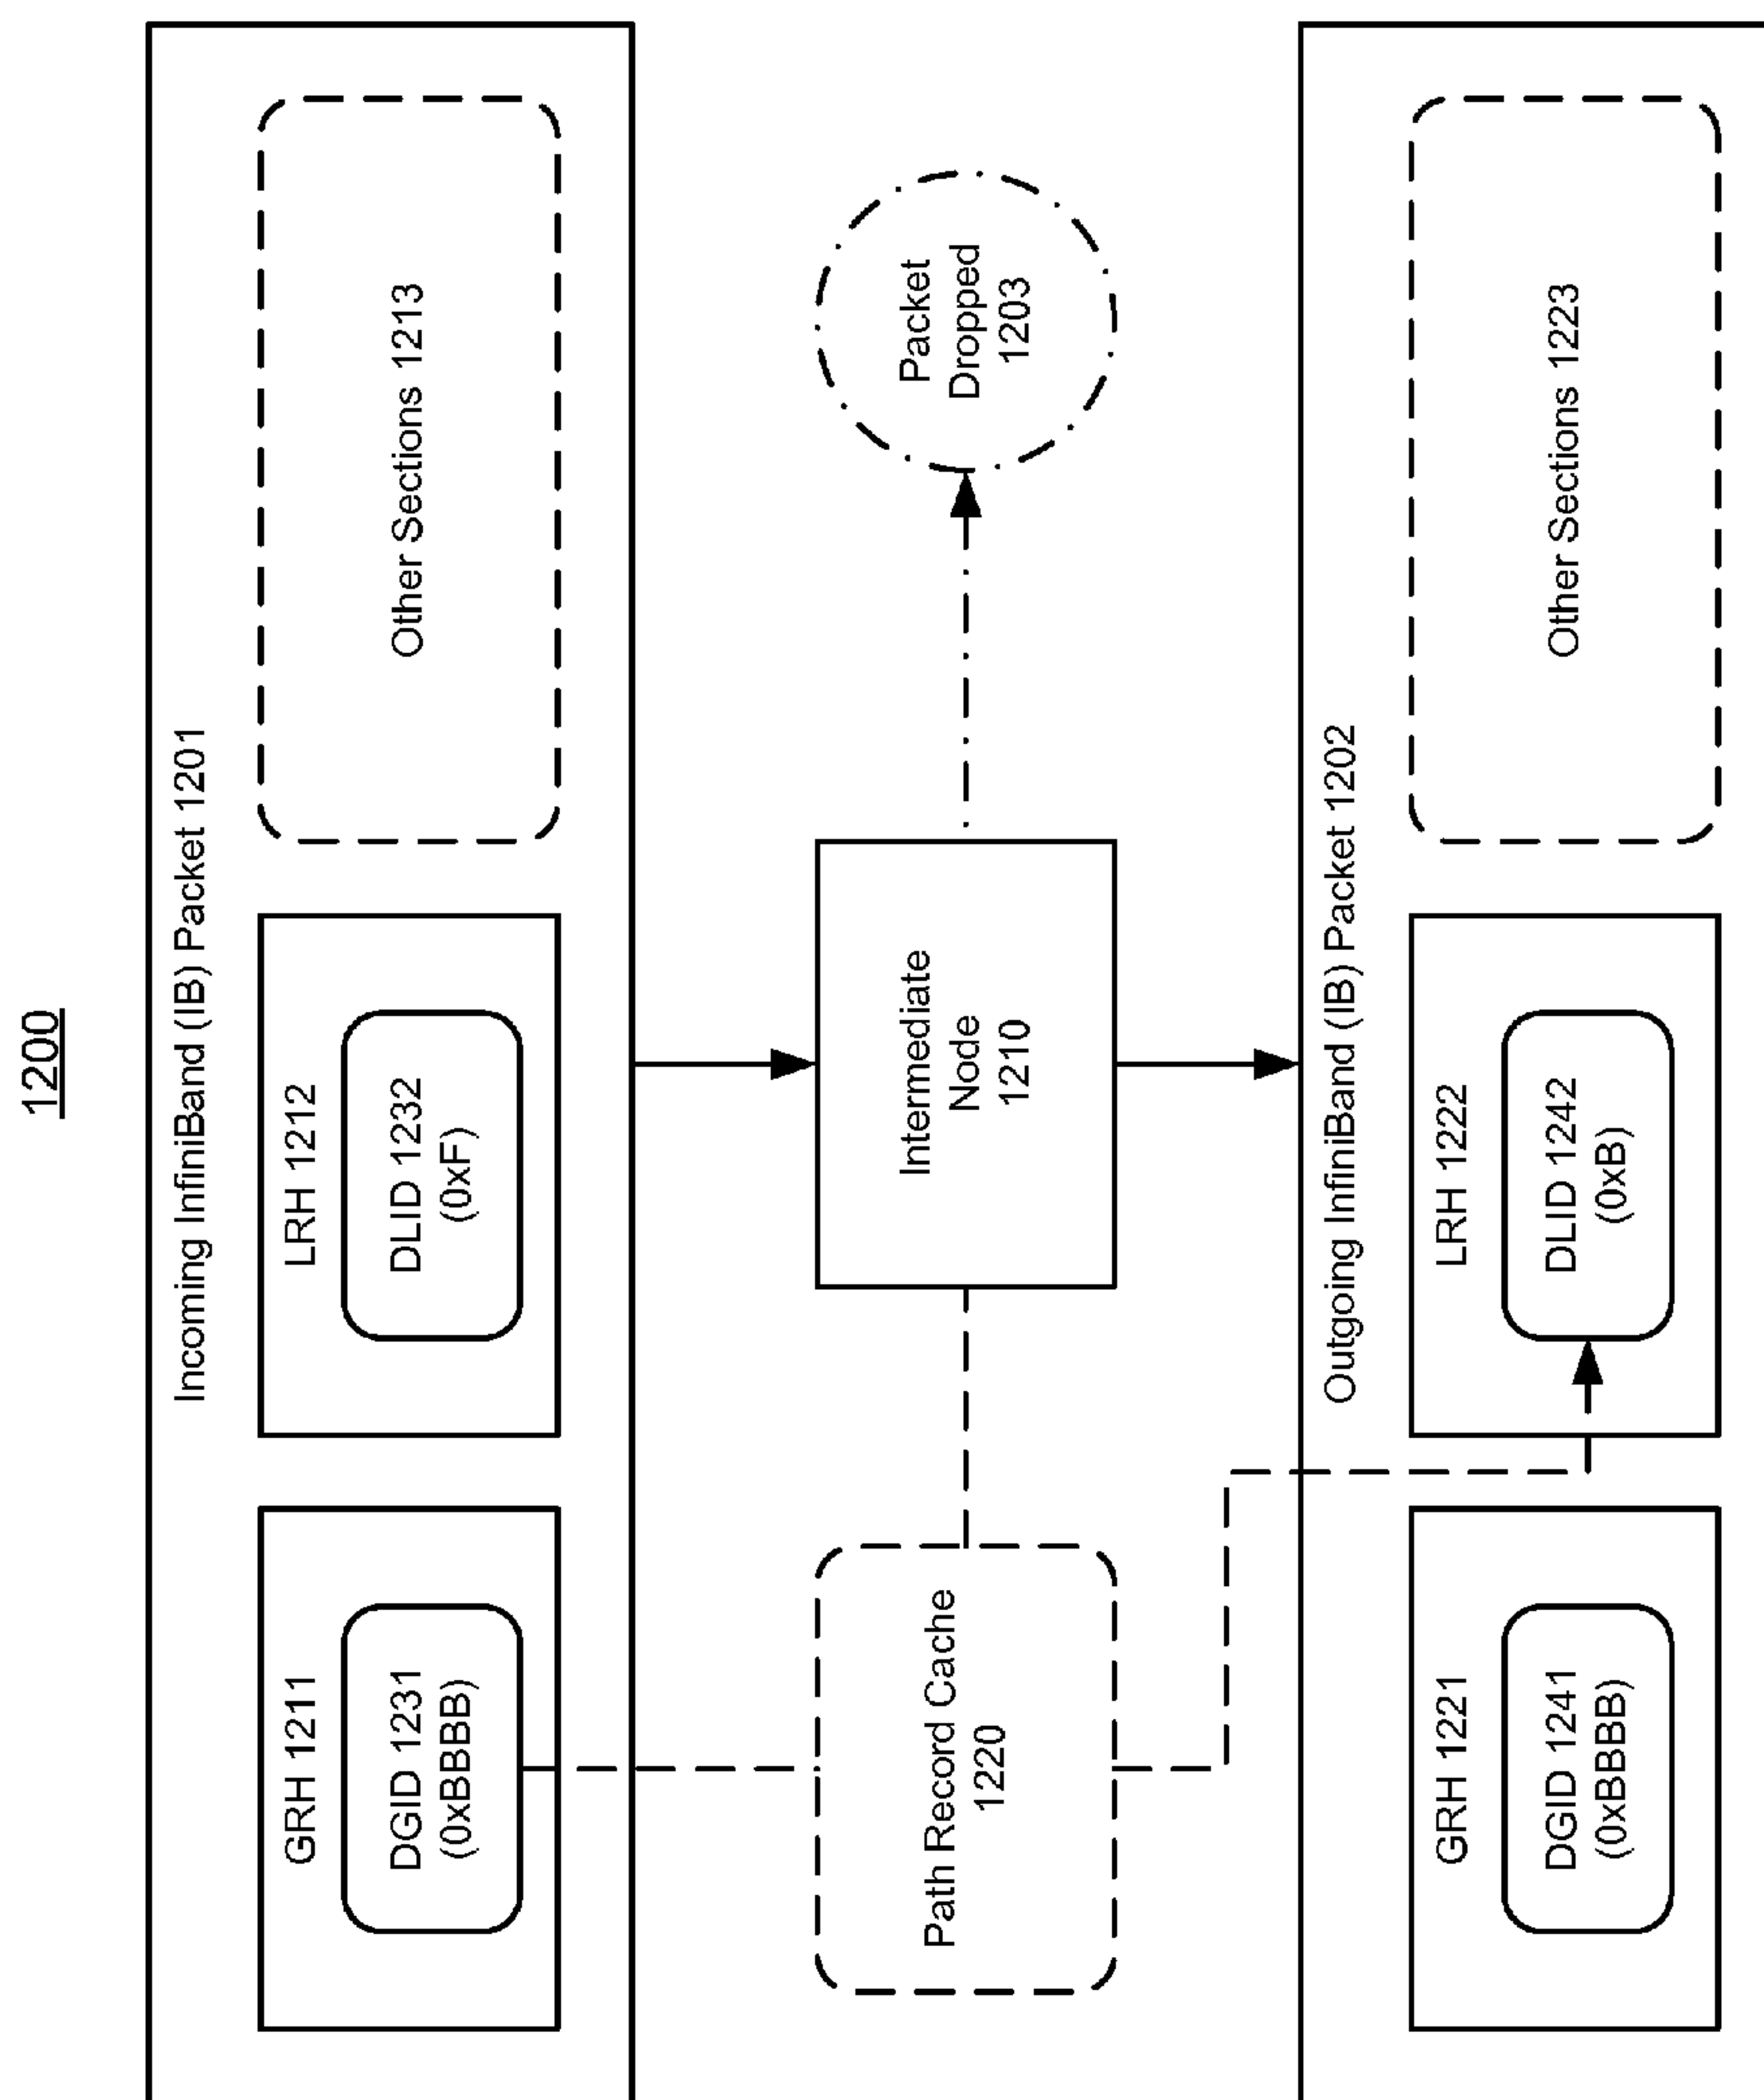 1200
Incoming InfiniBand (IB) Packet 1201
GRH 1211
DGID 1231
(0xBBBB)
LRH 1212
DLID 1232
(0xF)
Other Sections 1213
Path Record Cache
1220
Intermediate
Node
1210
Packet
Dropped
1203
Outgoing InfiniBand (IB) Packet 1202
GRH 1221
DGID 1241
(0xBBBB)
LRH 1222
DLID 1242
(0xB)
Other Sections 1223